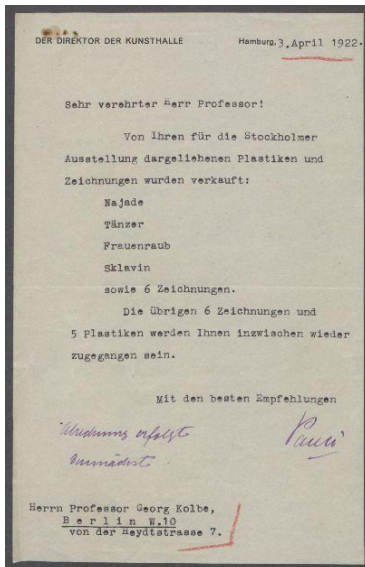 DER DIREKTOR DER KUNSTHALLE
Hamburg, 3.April 1922.
Sehr verehrter Herr Professor!
Von Ihren für die Stockholmer
Ausstellung dargeliehenen Plastiken und
Zeichnungen wurden verkauft:
Najade
Tänzer
Frauenraub
Sklavin
sowie 6 Zeichnungen.
Die übrigen 6 Zeichnungen und
5 Plastiken werden Ihnen inzwischen wieder
zugegangen sein.
Mit den besten Empfehlungen
Abrechnung erfolgt
demnächst.
Pauli
Herrn Professor Georg Kolbe,
Berlin W.10
von der Heydtstrasse 7.